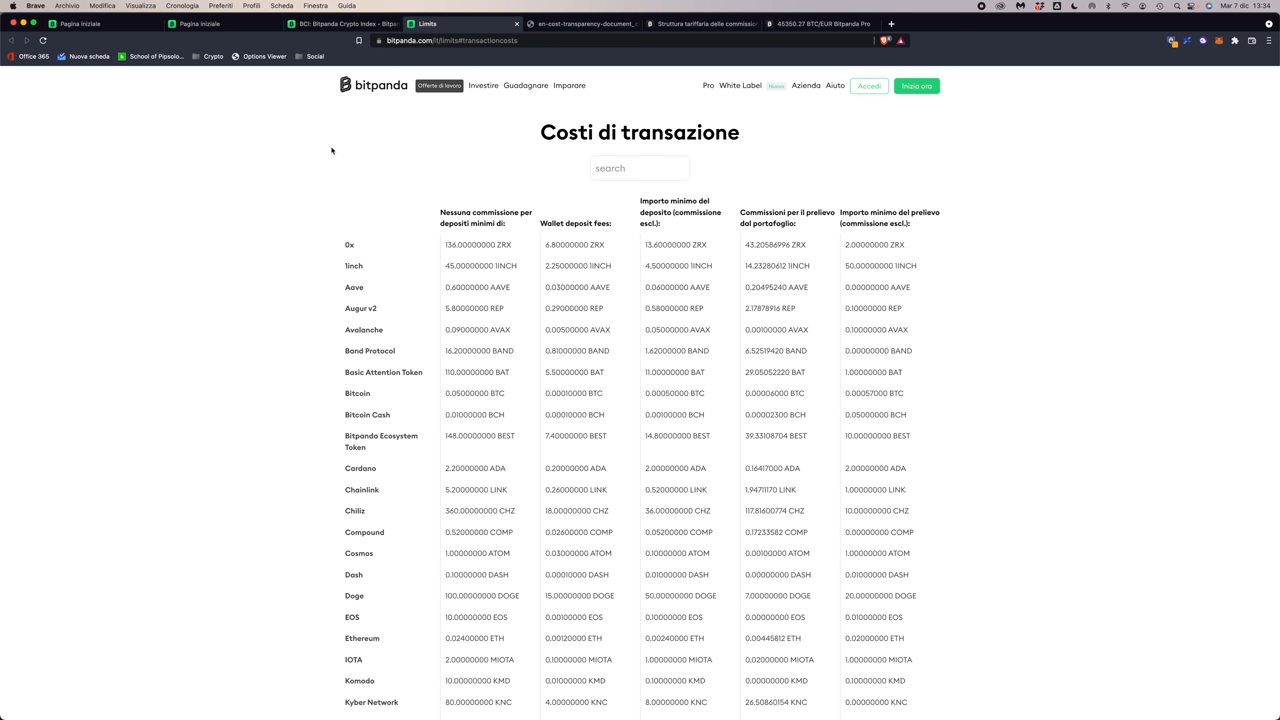 Brave Archivio Modifica Visualizza Cronologia Preferiti Profili Scheda Finestra Guida Mar 7 dic 13:34
Pagina iniziale Pagina iniziale BCI: Bitpanda Crypto Index - Bitpan Limits en-cost-transparency-document_ Struttura tariffaria delle commission 45350.27 BTC/EUR Bitpanda Pro
bitpanda.com/it/limits#transactioncosts
Office 365 Nuova scheda School of Pipsolo... Crypto Options Viewer Social
bitpanda Offerte di lavoro Investire Guadagnare Imparare Pro White Label Nuovo Azienda Aiuto Accedi Inizia ora
Costi di transazione
search
Nessuna commissione per depositi minimi di: Wallet deposit fees: Importo minimo del deposito (commissione escl.): Commissioni per il prelievo dal portafoglio: Importo minimo del prelievo (commissione escl.):
0x 136.00000000 ZRX 6.80000000 ZRX 13.60000000 ZRX 43.20586996 ZRX 2.00000000 ZRX
1inch 45.00000000 1INCH 2.25000000 1INCH 4.50000000 1INCH 14.23280612 1INCH 50.00000000 1INCH
Aave 0.60000000 AAVE 0.03000000 AAVE 0.06000000 AAVE 0.20495240 AAVE 0.00000000 AAVE
Augur v2 5.80000000 REP 0.29000000 REP 0.58000000 REP 2.17878916 REP 0.10000000 REP
Avalanche 0.09000000 AVAX 0.00500000 AVAX 0.05000000 AVAX 0.00100000 AVAX 0.10000000 AVAX
Band Protocol 16.20000000 BAND 0.81000000 BAND 1.62000000 BAND 6.52519420 BAND 0.00000000 BAND
Basic Attention Token 110.00000000 BAT 5.50000000 BAT 11.00000000 BAT 29.05052220 BAT 1.00000000 BAT
Bitcoin 0.05000000 BTC 0.00010000 BTC 0.00050000 BTC 0.00006000 BTC 0.00057000 BTC
Bitcoin Cash 0.01000000 BCH 0.00010000 BCH 0.00100000 BCH 0.00002300 BCH 0.05000000 BCH
Bitpanda Ecosystem Token 148.00000000 BEST 7.40000000 BEST 14.80000000 BEST 39.33108704 BEST 10.00000000 BEST
Cardano 2.20000000 ADA 0.20000000 ADA 2.00000000 ADA 0.16417000 ADA 2.00000000 ADA
Chainlink 5.20000000 LINK 0.26000000 LINK 0.52000000 LINK 1.94711170 LINK 1.00000000 LINK
Chiliz 360.00000000 CHZ 18.00000000 CHZ 36.00000000 CHZ 117.81600774 CHZ 10.00000000 CHZ
Compound 0.52000000 COMP 0.02600000 COMP 0.05200000 COMP 0.17233582 COMP 0.00000000 COMP
Cosmos 1.00000000 ATOM 0.03000000 ATOM 0.10000000 ATOM 0.00100000 ATOM 1.00000000 ATOM
Dash 0.10000000 DASH 0.00010000 DASH 0.01000000 DASH 0.00000000 DASH 0.01000000 DASH
Doge 100.00000000 DOGE 15.00000000 DOGE 50.00000000 DOGE 7.00000000 DOGE 20.00000000 DOGE
EOS 10.00000000 EOS 0.00100000 EOS 0.10000000 EOS 0.00000000 EOS 0.01000000 EOS
Ethereum 0.02400000 ETH 0.00120000 ETH 0.00240000 ETH 0.00445812 ETH 0.02000000 ETH
IOTA 2.00000000 MIOTA 0.10000000 MIOTA 1.00000000 MIOTA 0.02000000 MIOTA 1.00000000 MIOTA
Komodo 10.00000000 KMD 0.01000000 KMD 0.10000000 KMD 0.00000000 KMD 0.10000000 KMD
Kyber Network 80.00000000 KNC 4.00000000 KNC 8.00000000 KNC 26.50860154 KNC 0.00000000 KNC